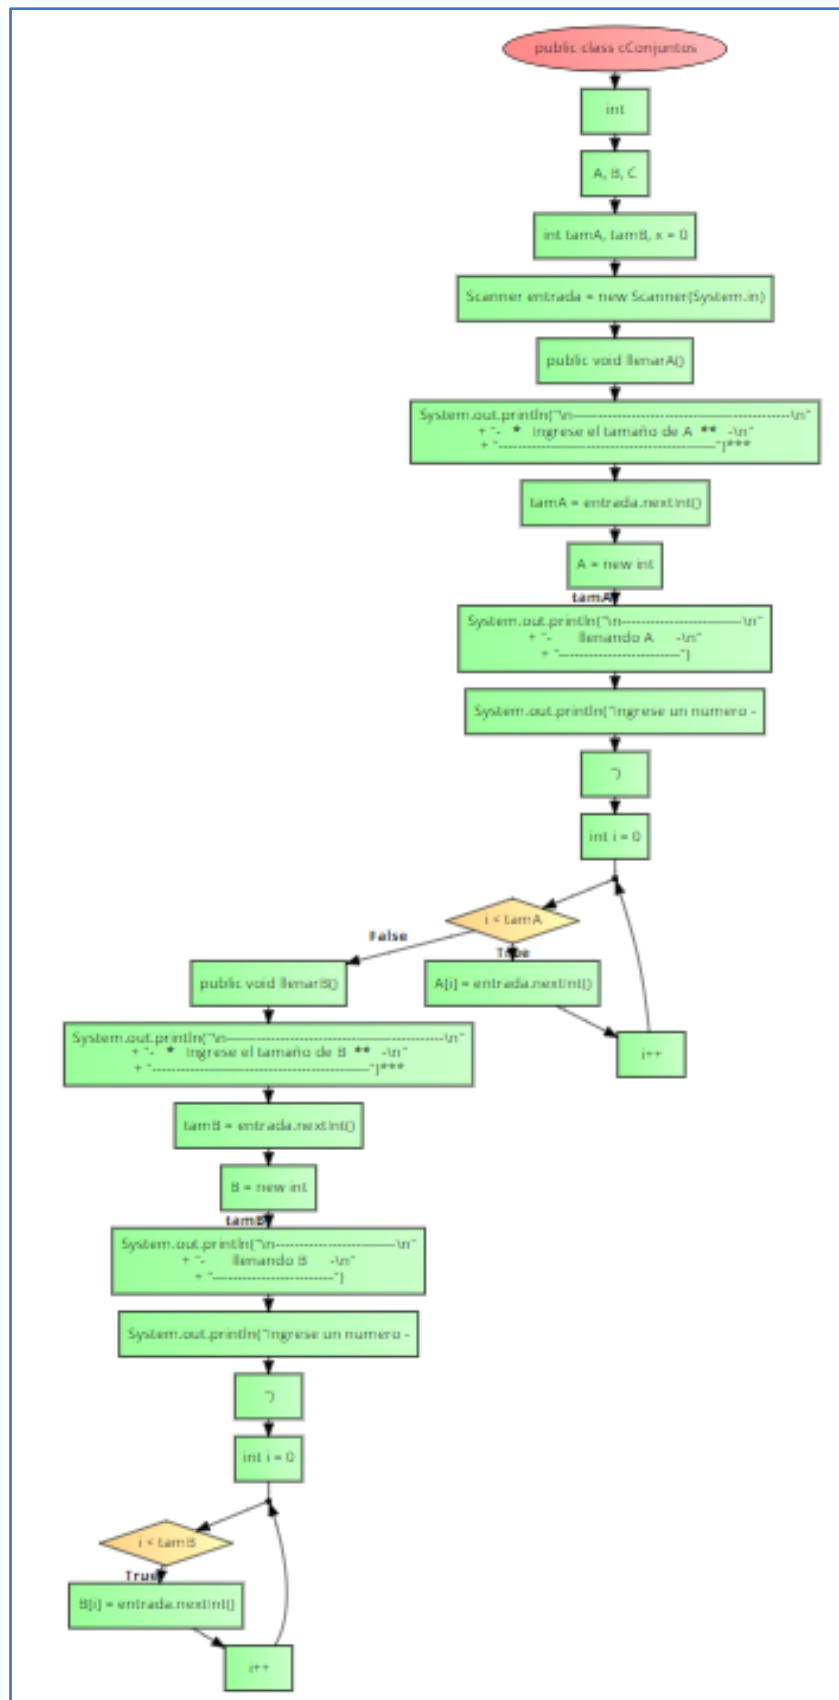 public class cConjuntos
int
A, B, C
int tamA, tamB, x = 0
Scanner entrada = new Scanner(System.in)
public void llenarA()
System.out.println("\n--------------------------------------------\n"
+ "-   *   Ingrese el tamaño de A  **  -\n"
+ "--------------------------------------------")***
tamA = entrada.nextInt()
A = new int
tamA
System.out.println("\n-------------------------\n"
+ "-      llenando A     -\n"
+ "-------------------------")
System.out.println("Ingrese un numero -
")
int i = 0
i < tamA
False
True
public void llenarB()
A[i] = entrada.nextInt()
System.out.println("\n--------------------------------------------\n"
+ "-   *   Ingrese el tamaño de B  **  -\n"
+ "--------------------------------------------")***
i++
tamB = entrada.nextInt()
B = new int
tamB
System.out.println("\n-------------------------\n"
+ "-      llenando B     -\n"
+ "-------------------------")
System.out.println("Ingrese un numero -
")
int i = 0
i < tamB
True
B[i] = entrada.nextInt()
i++